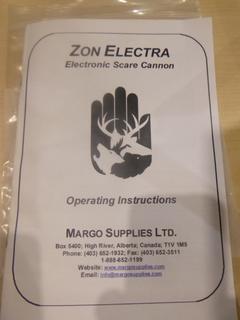 ZON ELECTRA
Electronic Scare Cannon
Operating Instructions
MARGO SUPPLIES LTD.
Box 5400; High River, Alberta; Canada; T1V 1M5
Phone: (403) 652-1932; Fax: (403) 652-3511
1-888-652-1199
Website: www.margosupplies.com
Email: info@margosupplies.com